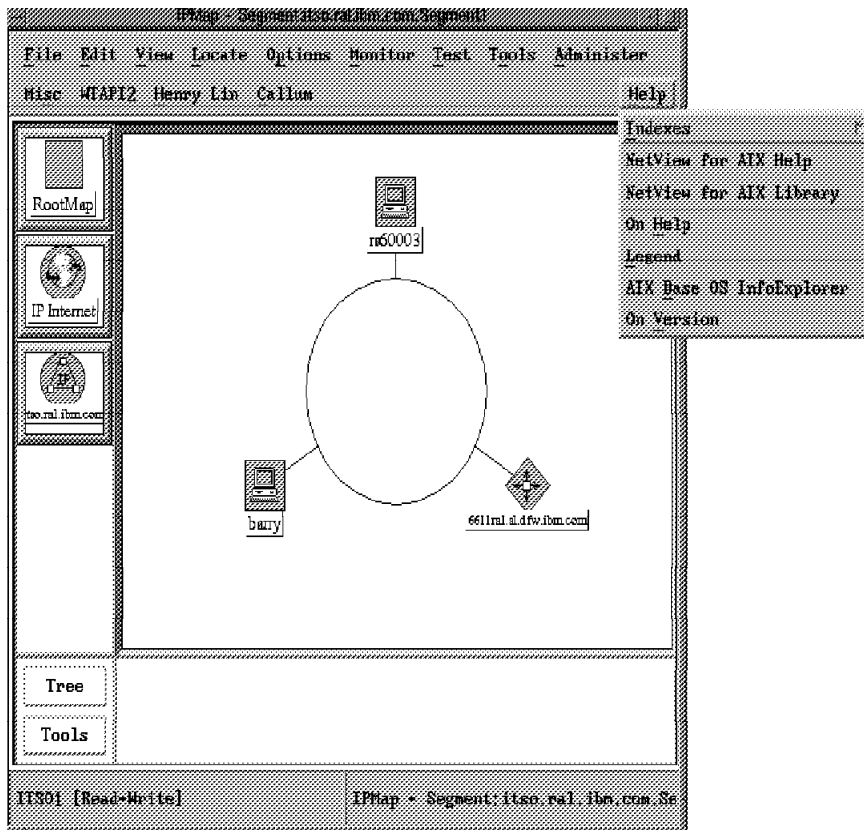 IPMap - Segment:itso.ral.ibm.com.Segment1
File Edit View Locate Options Monitor Test Tools Administer
Misc WTAPI2 Henry Lin Callum Help
Indexes
NetView for AIX Help
NetView for AIX Library
On Help
Legend
AIX Base OS InfoExplorer
On Version
RootMap
IP Internet
IP
tso.ral.ibm.com
rs60003
barry
6611ral.al.dfw.ibm.com
Tree
Tools
ITSO1 [Read-Write]
IPMap - Segment:itso.ral.ibm.com.Se